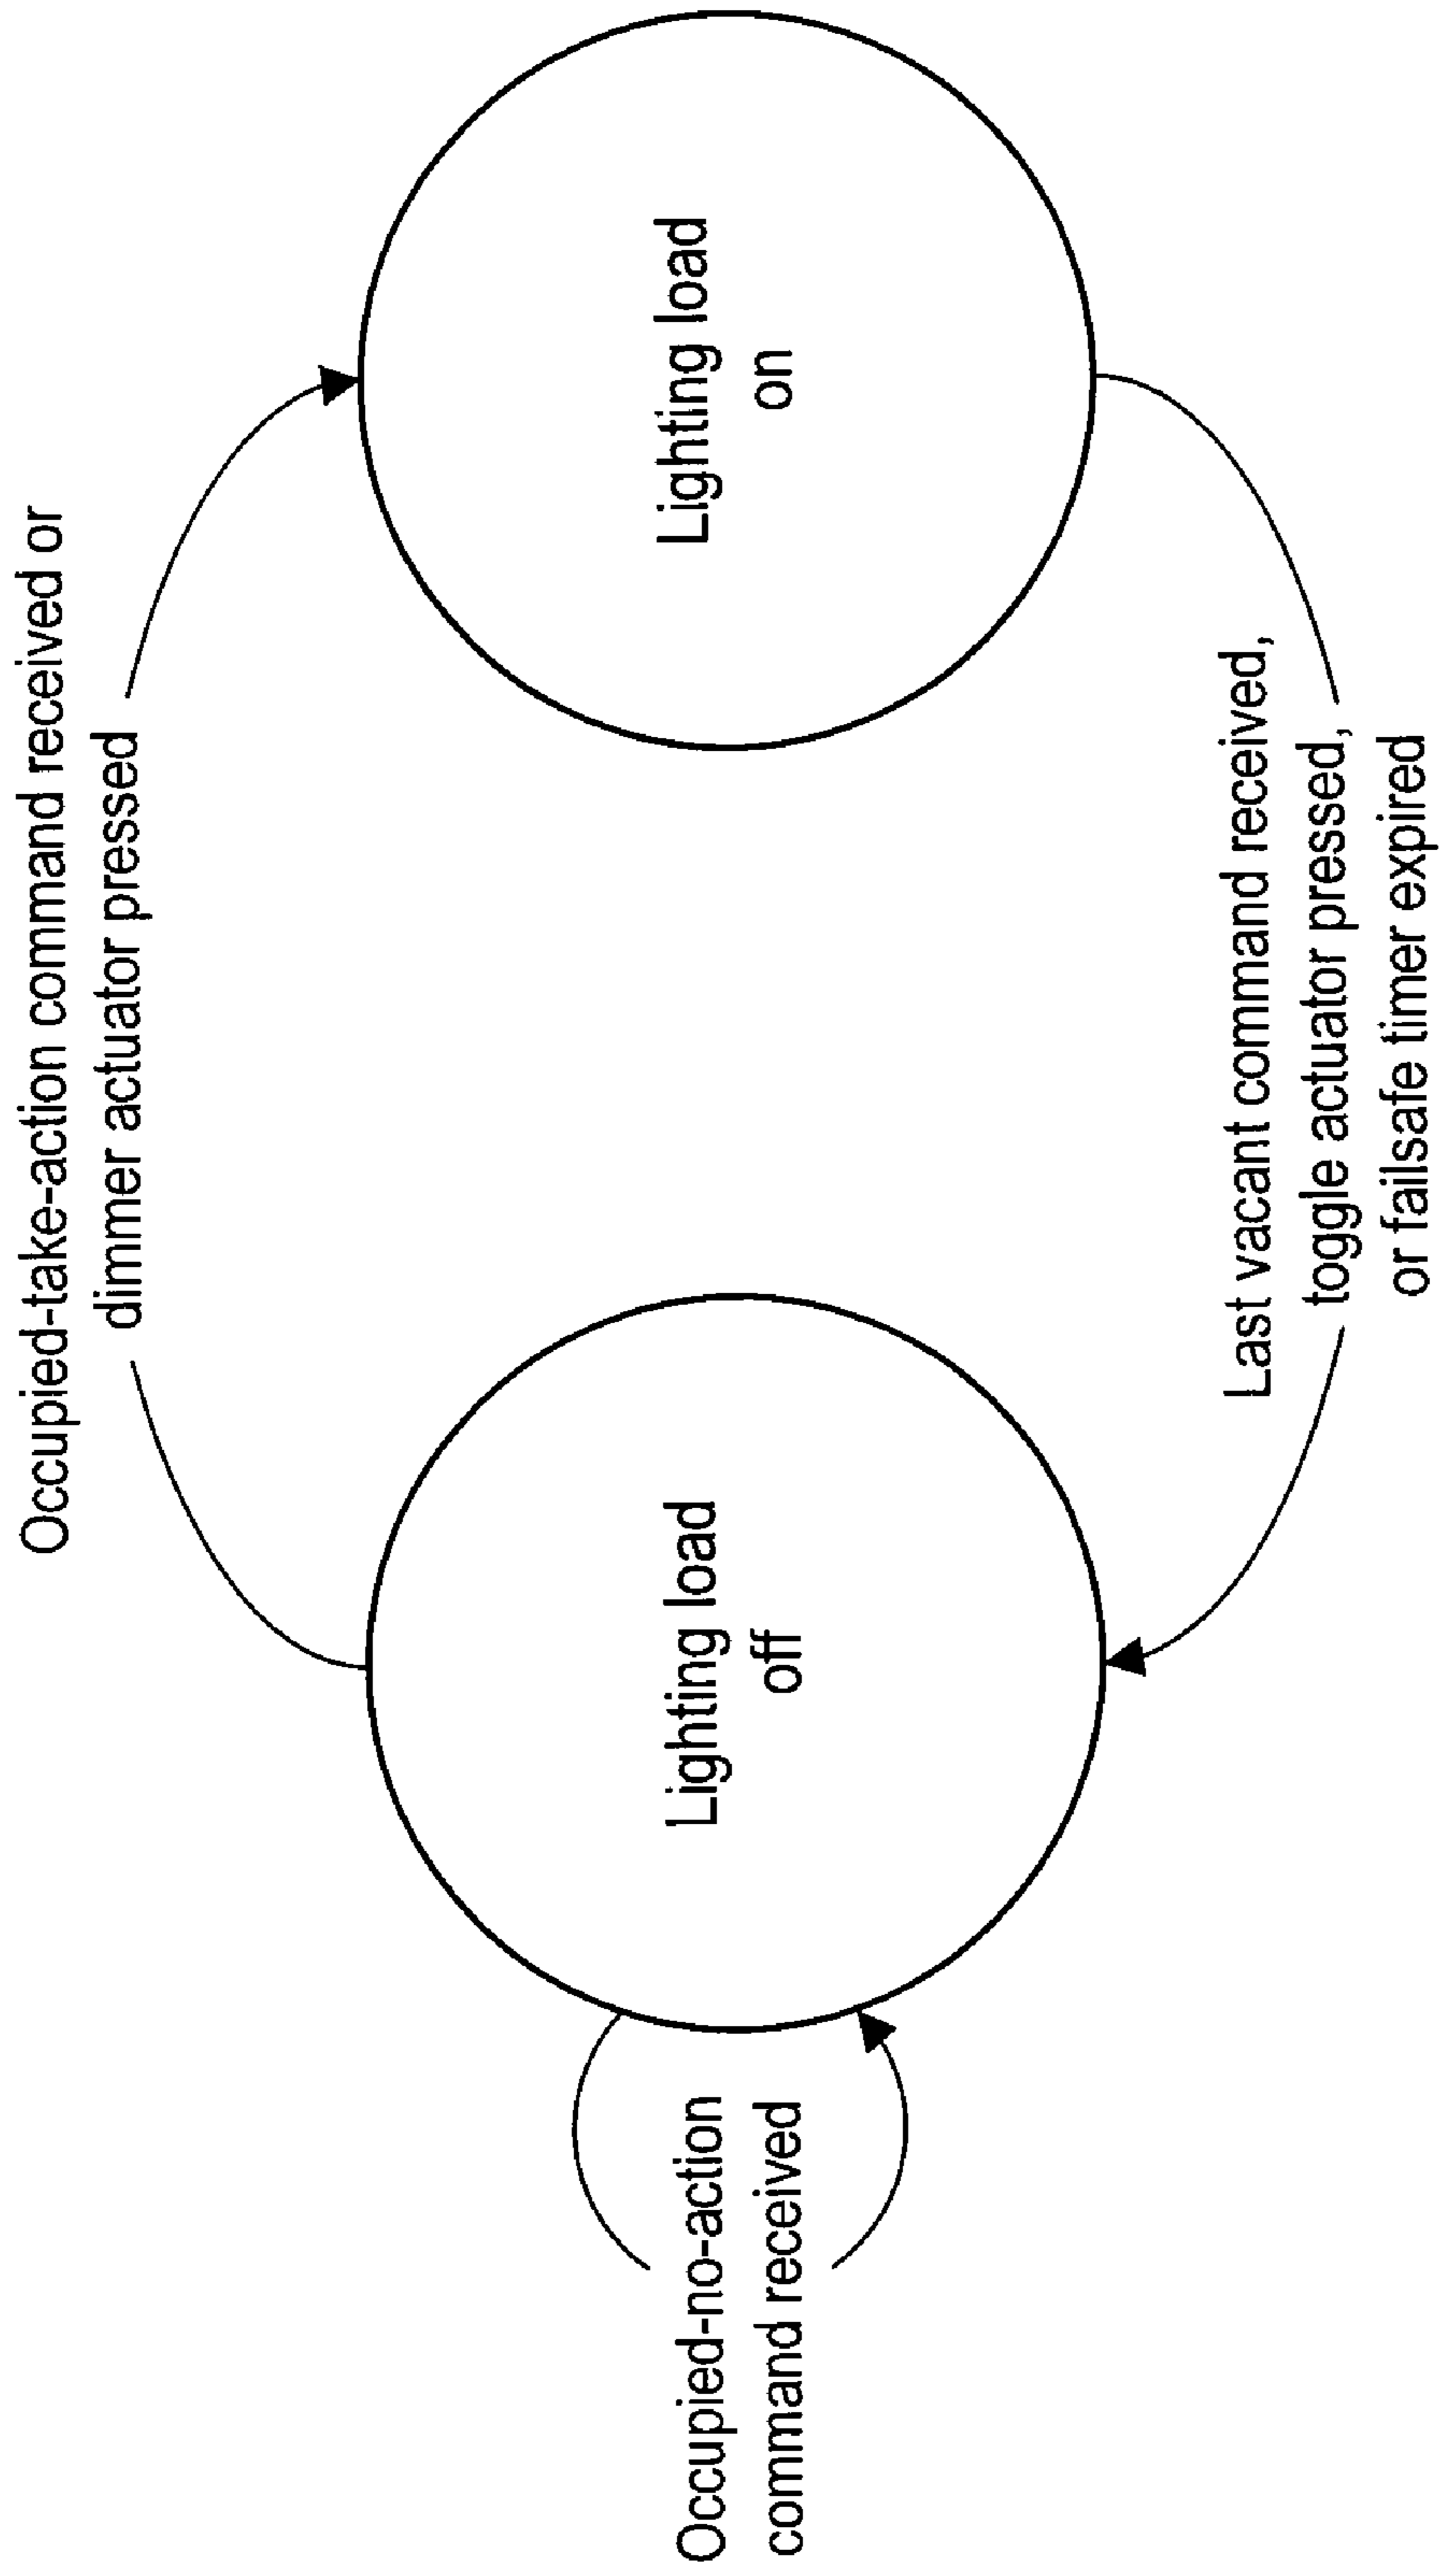 Occupied-take-action command received or
dimmer actuator pressed
Occupied-no-action
command received
Lighting load
off
Lighting load
on
Last vacant command received,
toggle actuator pressed,
or failsafe timer expired